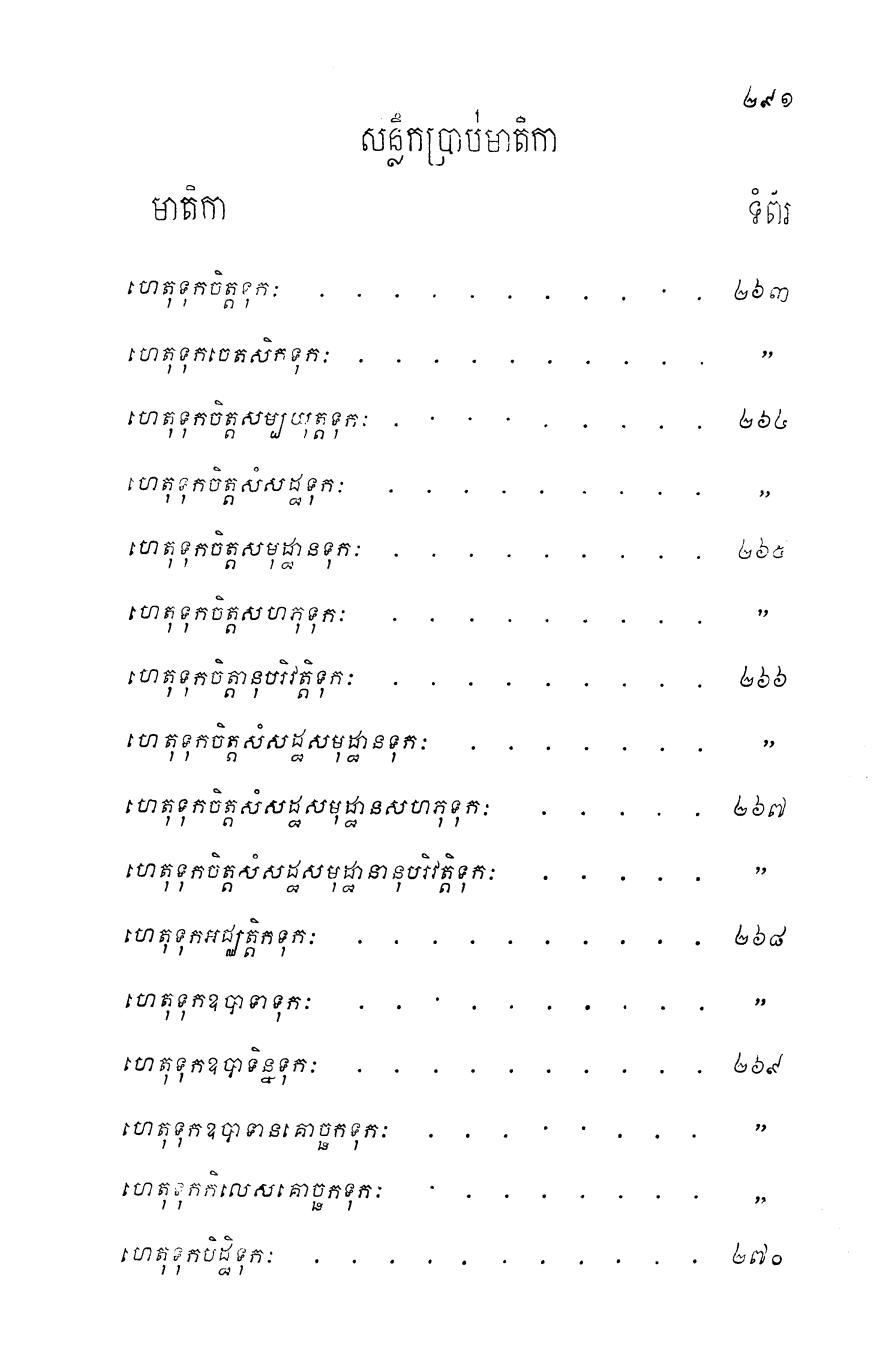 ២៩១
សន្លឹកប្រាប់មាតិកា
មាតិកា ទំព័រ
ហេតុទុកចិត្តទុកៈ . . . . . . . . . . . ២៦៣
ហេតុទុកចេតសិកទុកៈ . . . . . . . . . . ”
ហេតុទុកចិត្តសម្បយុត្តទុកៈ . . . . . . . . . ២៦៤
ហេតុទុកចិត្តសំសដ្ឋទុកៈ . . . . . . . . . ”
ហេតុទុកចិត្តសមុដ្ឋានទុកៈ . . . . . . . . . ២៦៥
ហេតុទុកចិត្តសហភុទុកៈ . . . . . . . . . ”
ហេតុទុកចិត្តានុបរិវត្តិទុកៈ . . . . . . . . . ២៦៦
ហេតុទុកចិត្តសំសដ្ឋសមុដ្ឋានទុកៈ . . . . . . . ”
ហេតុទុកចិត្តសំសដ្ឋសមុដ្ឋានសហភុទុកៈ . . . . . ២៦៧
ហេតុទុកចិត្តសំសដ្ឋសមុដ្ឋានានុបរិវត្តិទុកៈ . . . . . ”
ហេតុទុកអជ្ឈត្តិកទុកៈ . . . . . . . . . . ២៦៨
ហេតុទុកឧបាទាទុកៈ . . . . . . . . . . ”
ហេតុទុកឧបាទិន្នទុកៈ . . . . . . . . . . ២៦៩
ហេតុទុកឧបាទានគោច្ឆកទុកៈ . . . . . . . . ”
ហេតុទុកកិលេសគោច្ឆកទុកៈ . . . . . . . . ”
ហេតុទុកបិដ្ឋិទុកៈ . . . . . . . . . . . ២៧០